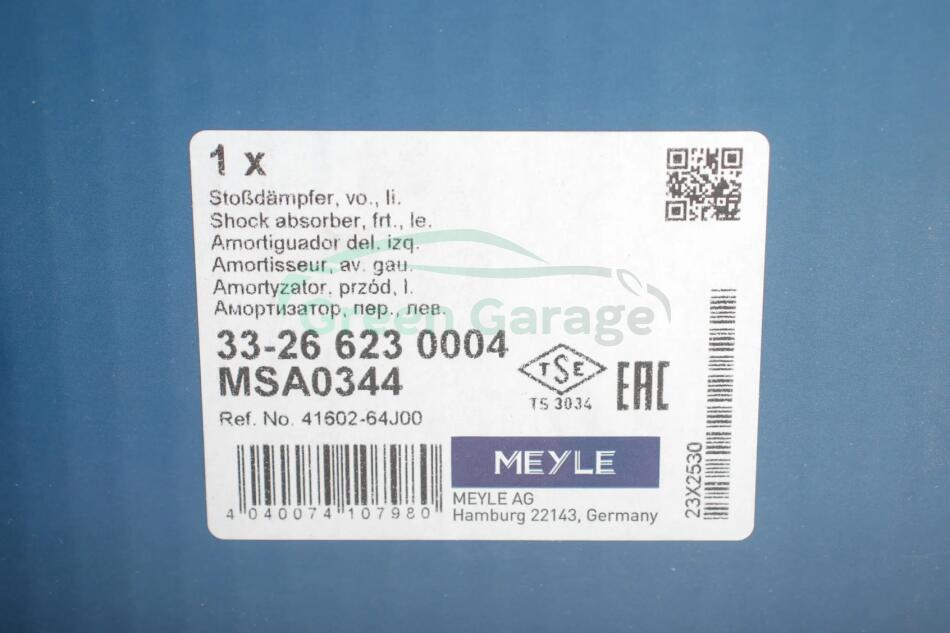 1 x
Stoßdämpfer, vo., li.
Shock absorber, frt., le.
Amortiguador del. izq.
Amortisseur, av. gau.
Amortyzator, przód, l.
Амортизатор, пер., лев.
Green Garage
33-26 623 0004
MSA0344
TSE
TS 3034
EAC
Ref. No. 41602-64J00
MEYLE
MEYLE AG
Hamburg 22143, Germany
4 040074 107980
23X2530